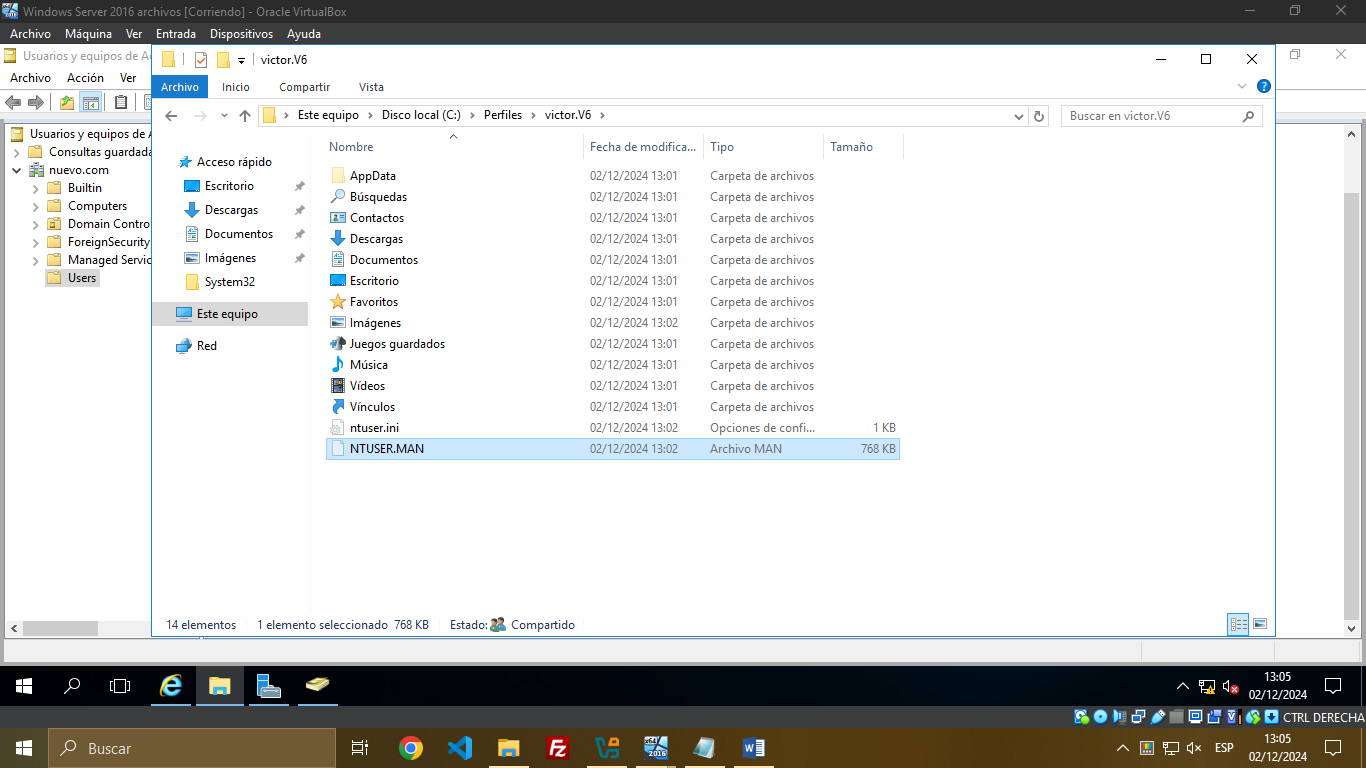 Windows Server 2016 archivos [Corriendo] - Oracle VirtualBox
Archivo Máquina Ver Entrada Dispositivos Ayuda
Usuarios y equipos de A
Archivo Acción Ver
Usuarios y equipos de A
Consultas guardada
nuevo.com
Builtin
Computers
Domain Contro
ForeignSecurity
Managed Servic
Users
victor.V6
Archivo Inicio Compartir Vista
Este equipo Disco local (C:) Perfiles victor.V6
Buscar en victor.V6
Acceso rápido
Escritorio
Descargas
Documentos
Imágenes
System32
Este equipo
Red
Nombre Fecha de modifica... Tipo Tamaño
AppData 02/12/2024 13:01 Carpeta de archivos
Búsquedas 02/12/2024 13:01 Carpeta de archivos
Contactos 02/12/2024 13:01 Carpeta de archivos
Descargas 02/12/2024 13:01 Carpeta de archivos
Documentos 02/12/2024 13:01 Carpeta de archivos
Escritorio 02/12/2024 13:01 Carpeta de archivos
Favoritos 02/12/2024 13:01 Carpeta de archivos
Imágenes 02/12/2024 13:02 Carpeta de archivos
Juegos guardados 02/12/2024 13:01 Carpeta de archivos
Música 02/12/2024 13:01 Carpeta de archivos
Vídeos 02/12/2024 13:01 Carpeta de archivos
Vínculos 02/12/2024 13:01 Carpeta de archivos
ntuser.ini 02/12/2024 13:02 Opciones de confi... 1 KB
NTUSER.MAN 02/12/2024 13:02 Archivo MAN 768 KB
14 elementos 1 elemento seleccionado 768 KB Estado: Compartido
13:05
02/12/2024
CTRL DERECHA
Buscar
ESP
13:05
02/12/2024